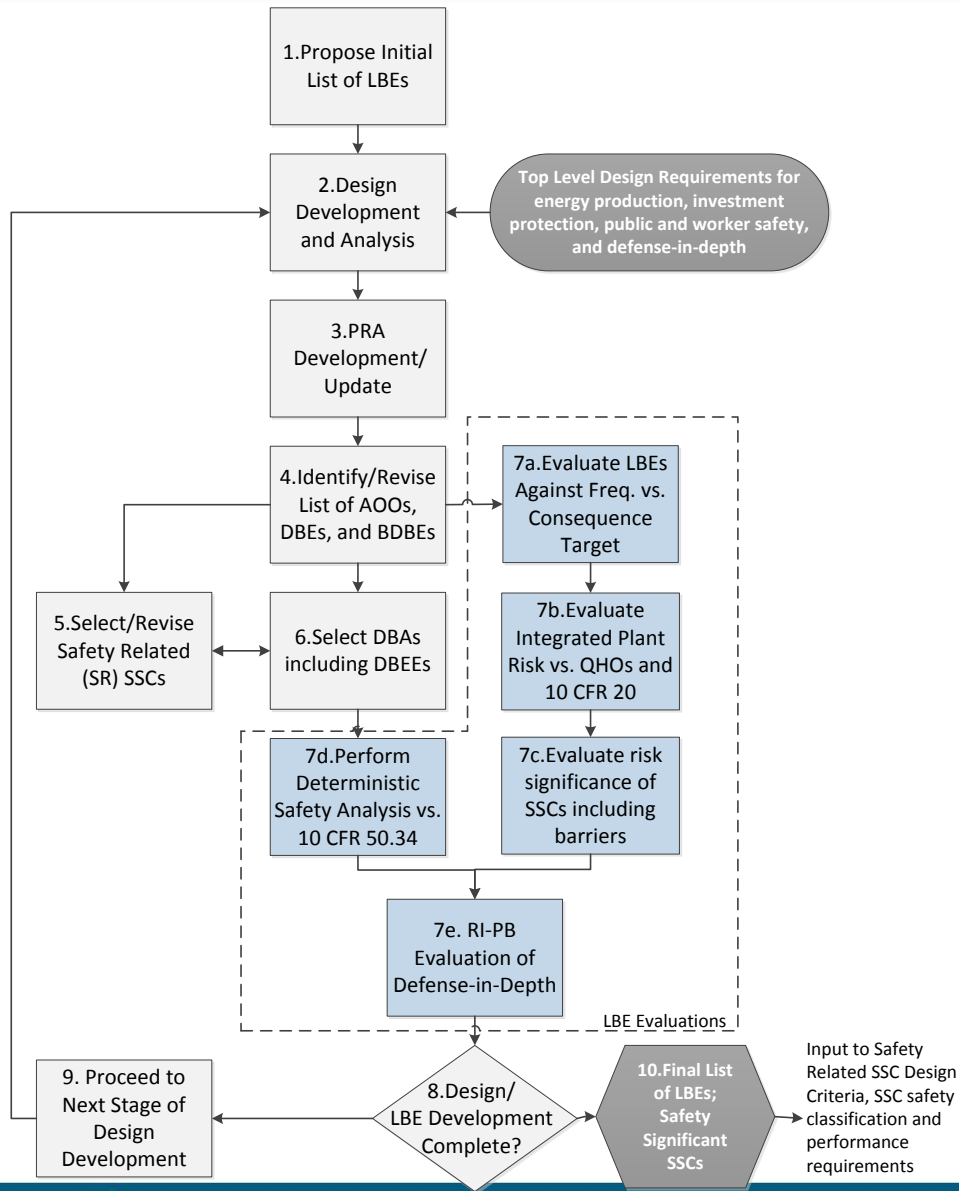 1.Propose Initial
List of LBEs
2.Design
Development
and Analysis
Top Level Design Requirements for
energy production, investment
protection, public and worker safety,
and defense-in-depth
3.PRA
Development/
Update
4.Identify/Revise
List of AOOs,
DBEs, and BDBEs
7a.Evaluate LBEs
Against Freq. vs.
Consequence
Target
5.Select/Revise
Safety Related
(SR) SSCs
6.Select DBAs
including DBEEs
7b.Evaluate
Integrated Plant
Risk vs. QHOs and
10 CFR 20
7d.Perform
Deterministic
Safety Analysis vs.
10 CFR 50.34
7c.Evaluate risk
significance of
SSCs including
barriers
7e. RI-PB
Evaluation of
Defense-in-Depth
LBE Evaluations
9. Proceed to
Next Stage of
Design
Development
8.Design/
LBE Development
Complete?
10.Final List
of LBEs;
Safety
Significant
SSCs
Input to Safety
Related SSC Design
Criteria, SSC safety
classification and
performance
requirements